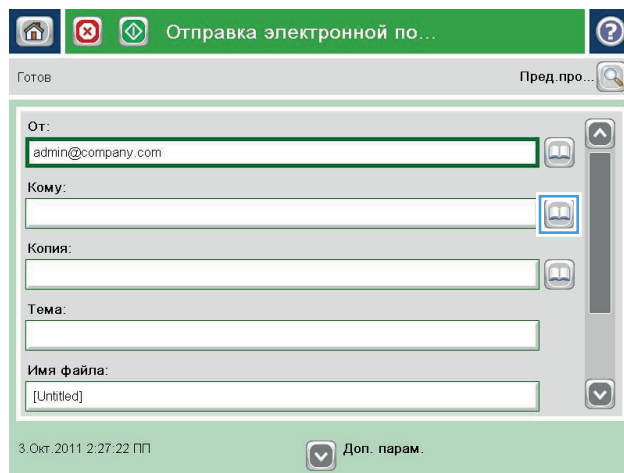 Отправка электронной по...
Готов
Пред.про...
От:
admin@company.com
Кому:
Копия:
Тема:
Имя файла:
[Untitled]
3.Окт.2011 2:27:22 ПП
Доп. парам.